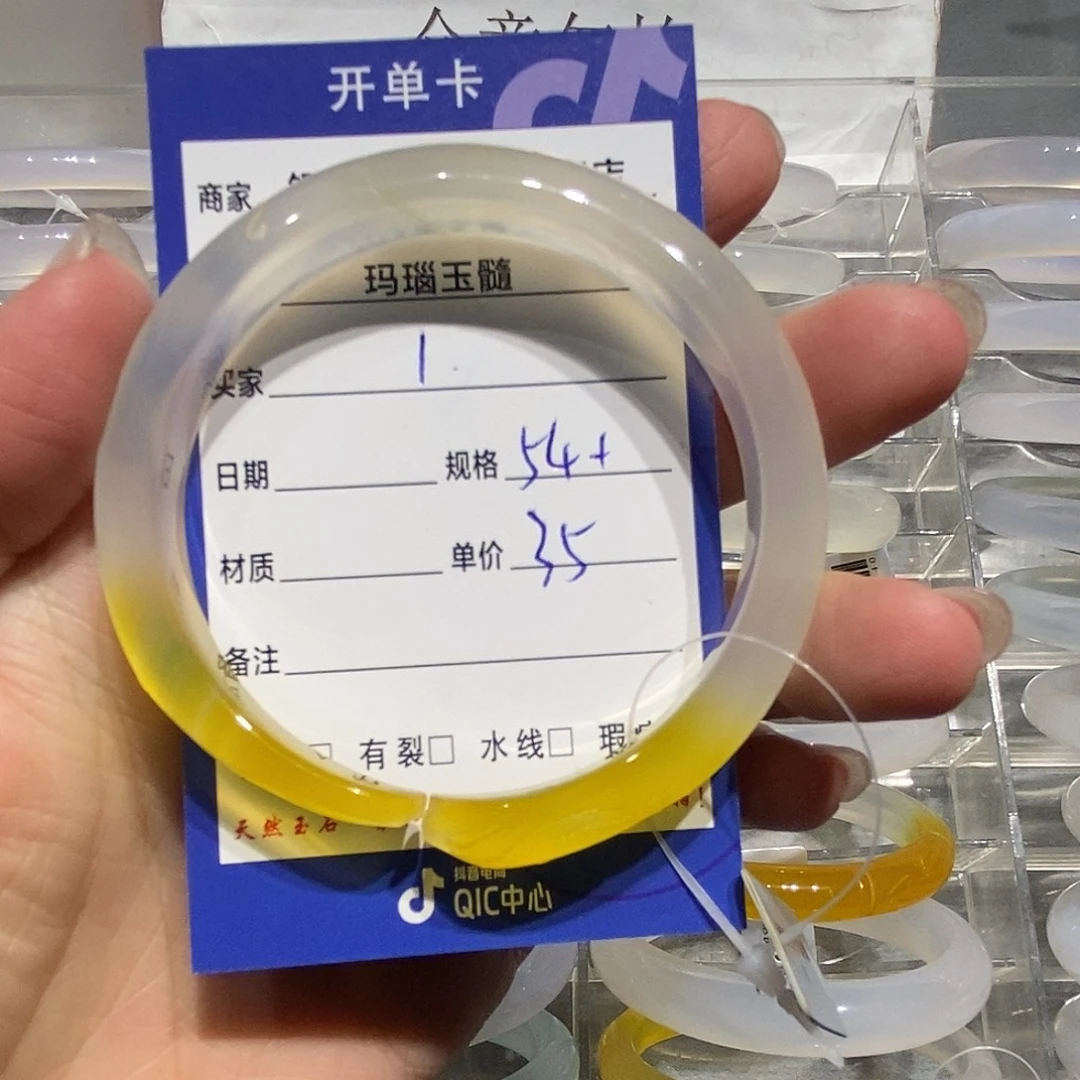 开单卡
商家
玛瑙玉髓
买家 1
日期 规格 54+
材质 单价 35
备注
□ 有裂□ 水线□ 瑕
天然玉石
抖音电商
QIC中心